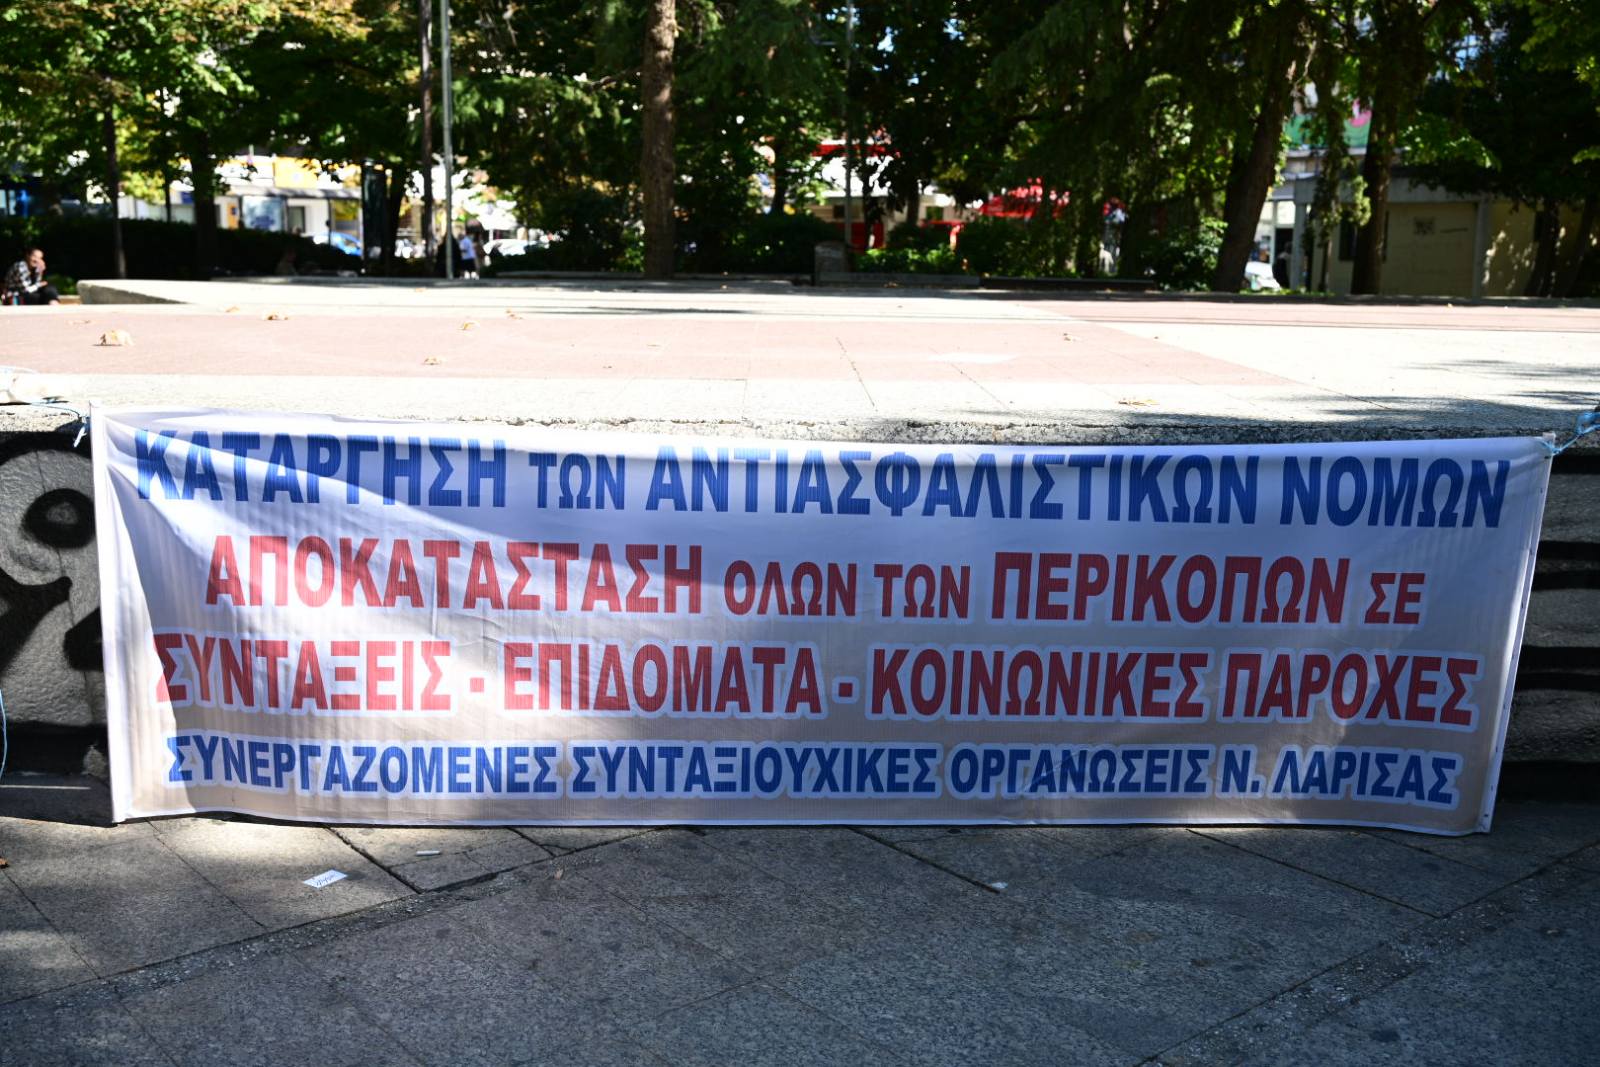 ΚΑΤΑΡΓΗΣΗ ΤΩΝ ΑΝΤΙΑΣΦΑΛΙΣΤΙΚΩΝ ΝΟΜΩΝ
ΑΠΟΚΑΤΑΣΤΑΣΗ ΟΛΩΝ ΤΩΝ ΠΕΡΙΚΟΠΩΝ ΣΕ
ΣΥΝΤΑΞΕΙΣ - ΕΠΙΔΟΜΑΤΑ - ΚΟΙΝΩΝΙΚΕΣ ΠΑΡΟΧΕΣ
ΣΥΝΕΡΓΑΖΟΜΕΝΕΣ ΣΥΝΤΑΞΙΟΥΧΙΚΕΣ ΟΡΓΑΝΩΣΕΙΣ Ν. ΛΑΡΙΣΑΣ